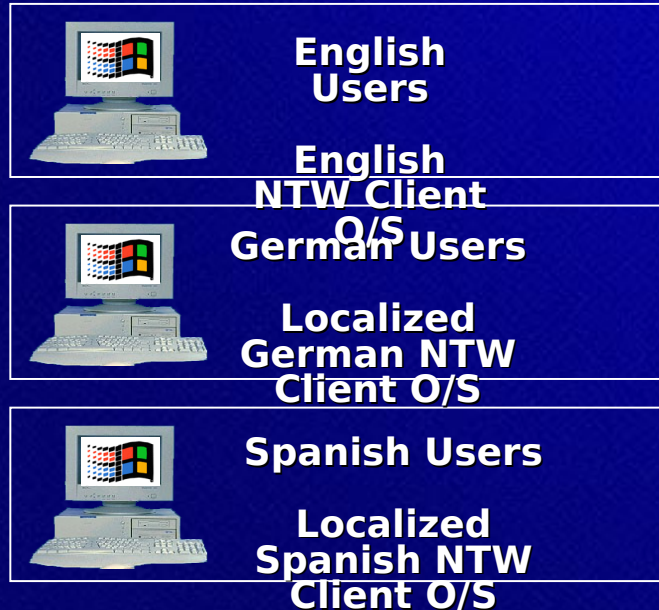 English
Users
English
NTW Client
O/S
German Users
Localized
German NTW
Client O/S
Spanish Users
Localized
Spanish NTW
Client O/S